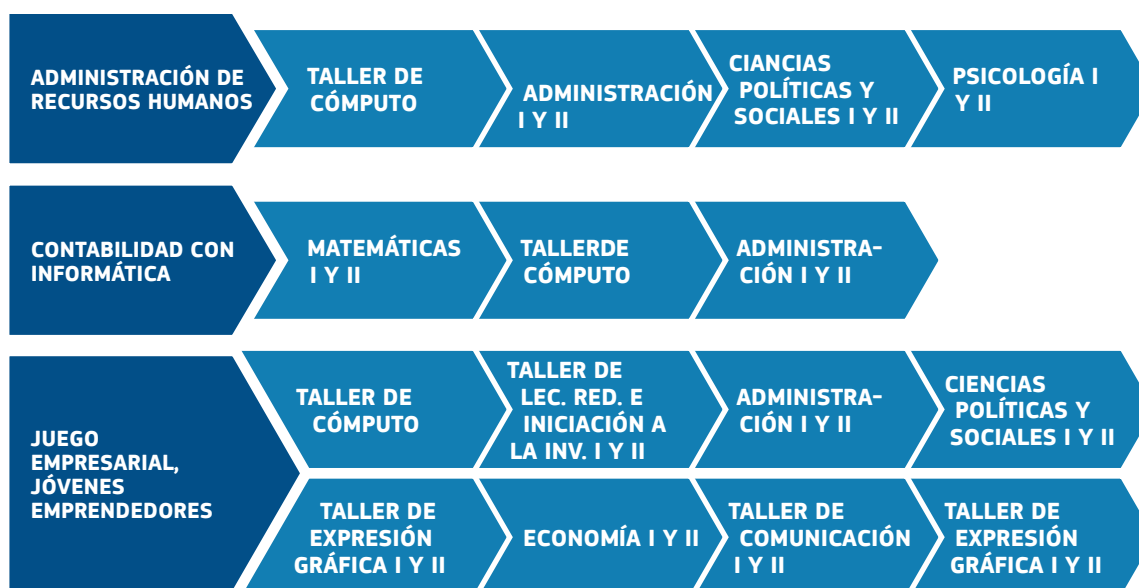 ADMINISTRACIÓN DE
RECURSOS HUMANOS
TALLER DE
CÓMPUTO
ADMINISTRACIÓN
I Y II
CIANCIAS
POLÍTICAS Y
SOCIALES I Y II
PSICOLOGÍA I
Y II
CONTABILIDAD CON
INFORMÁTICA
MATEMÁTICAS
I Y II
TALLERDE
CÓMPUTO
ADMINISTRA-
CIÓN I Y II
JUEGO
EMPRESARIAL,
JÓVENES
EMPRENDEDORES
TALLER DE
CÓMPUTO
TALLER DE
LEC. RED. E
INICIACIÓN A
LA INV. I Y II
ADMINISTRA-
CIÓN I Y II
CIENCIAS
POLÍTICAS Y
SOCIALES I Y II
TALLER DE
EXPRESIÓN
GRÁFICA I Y II
ECONOMÍA I Y II
TALLER DE
COMUNICACIÓN
I Y II
TALLER DE
EXPRESIÓN
GRÁFICA I Y II